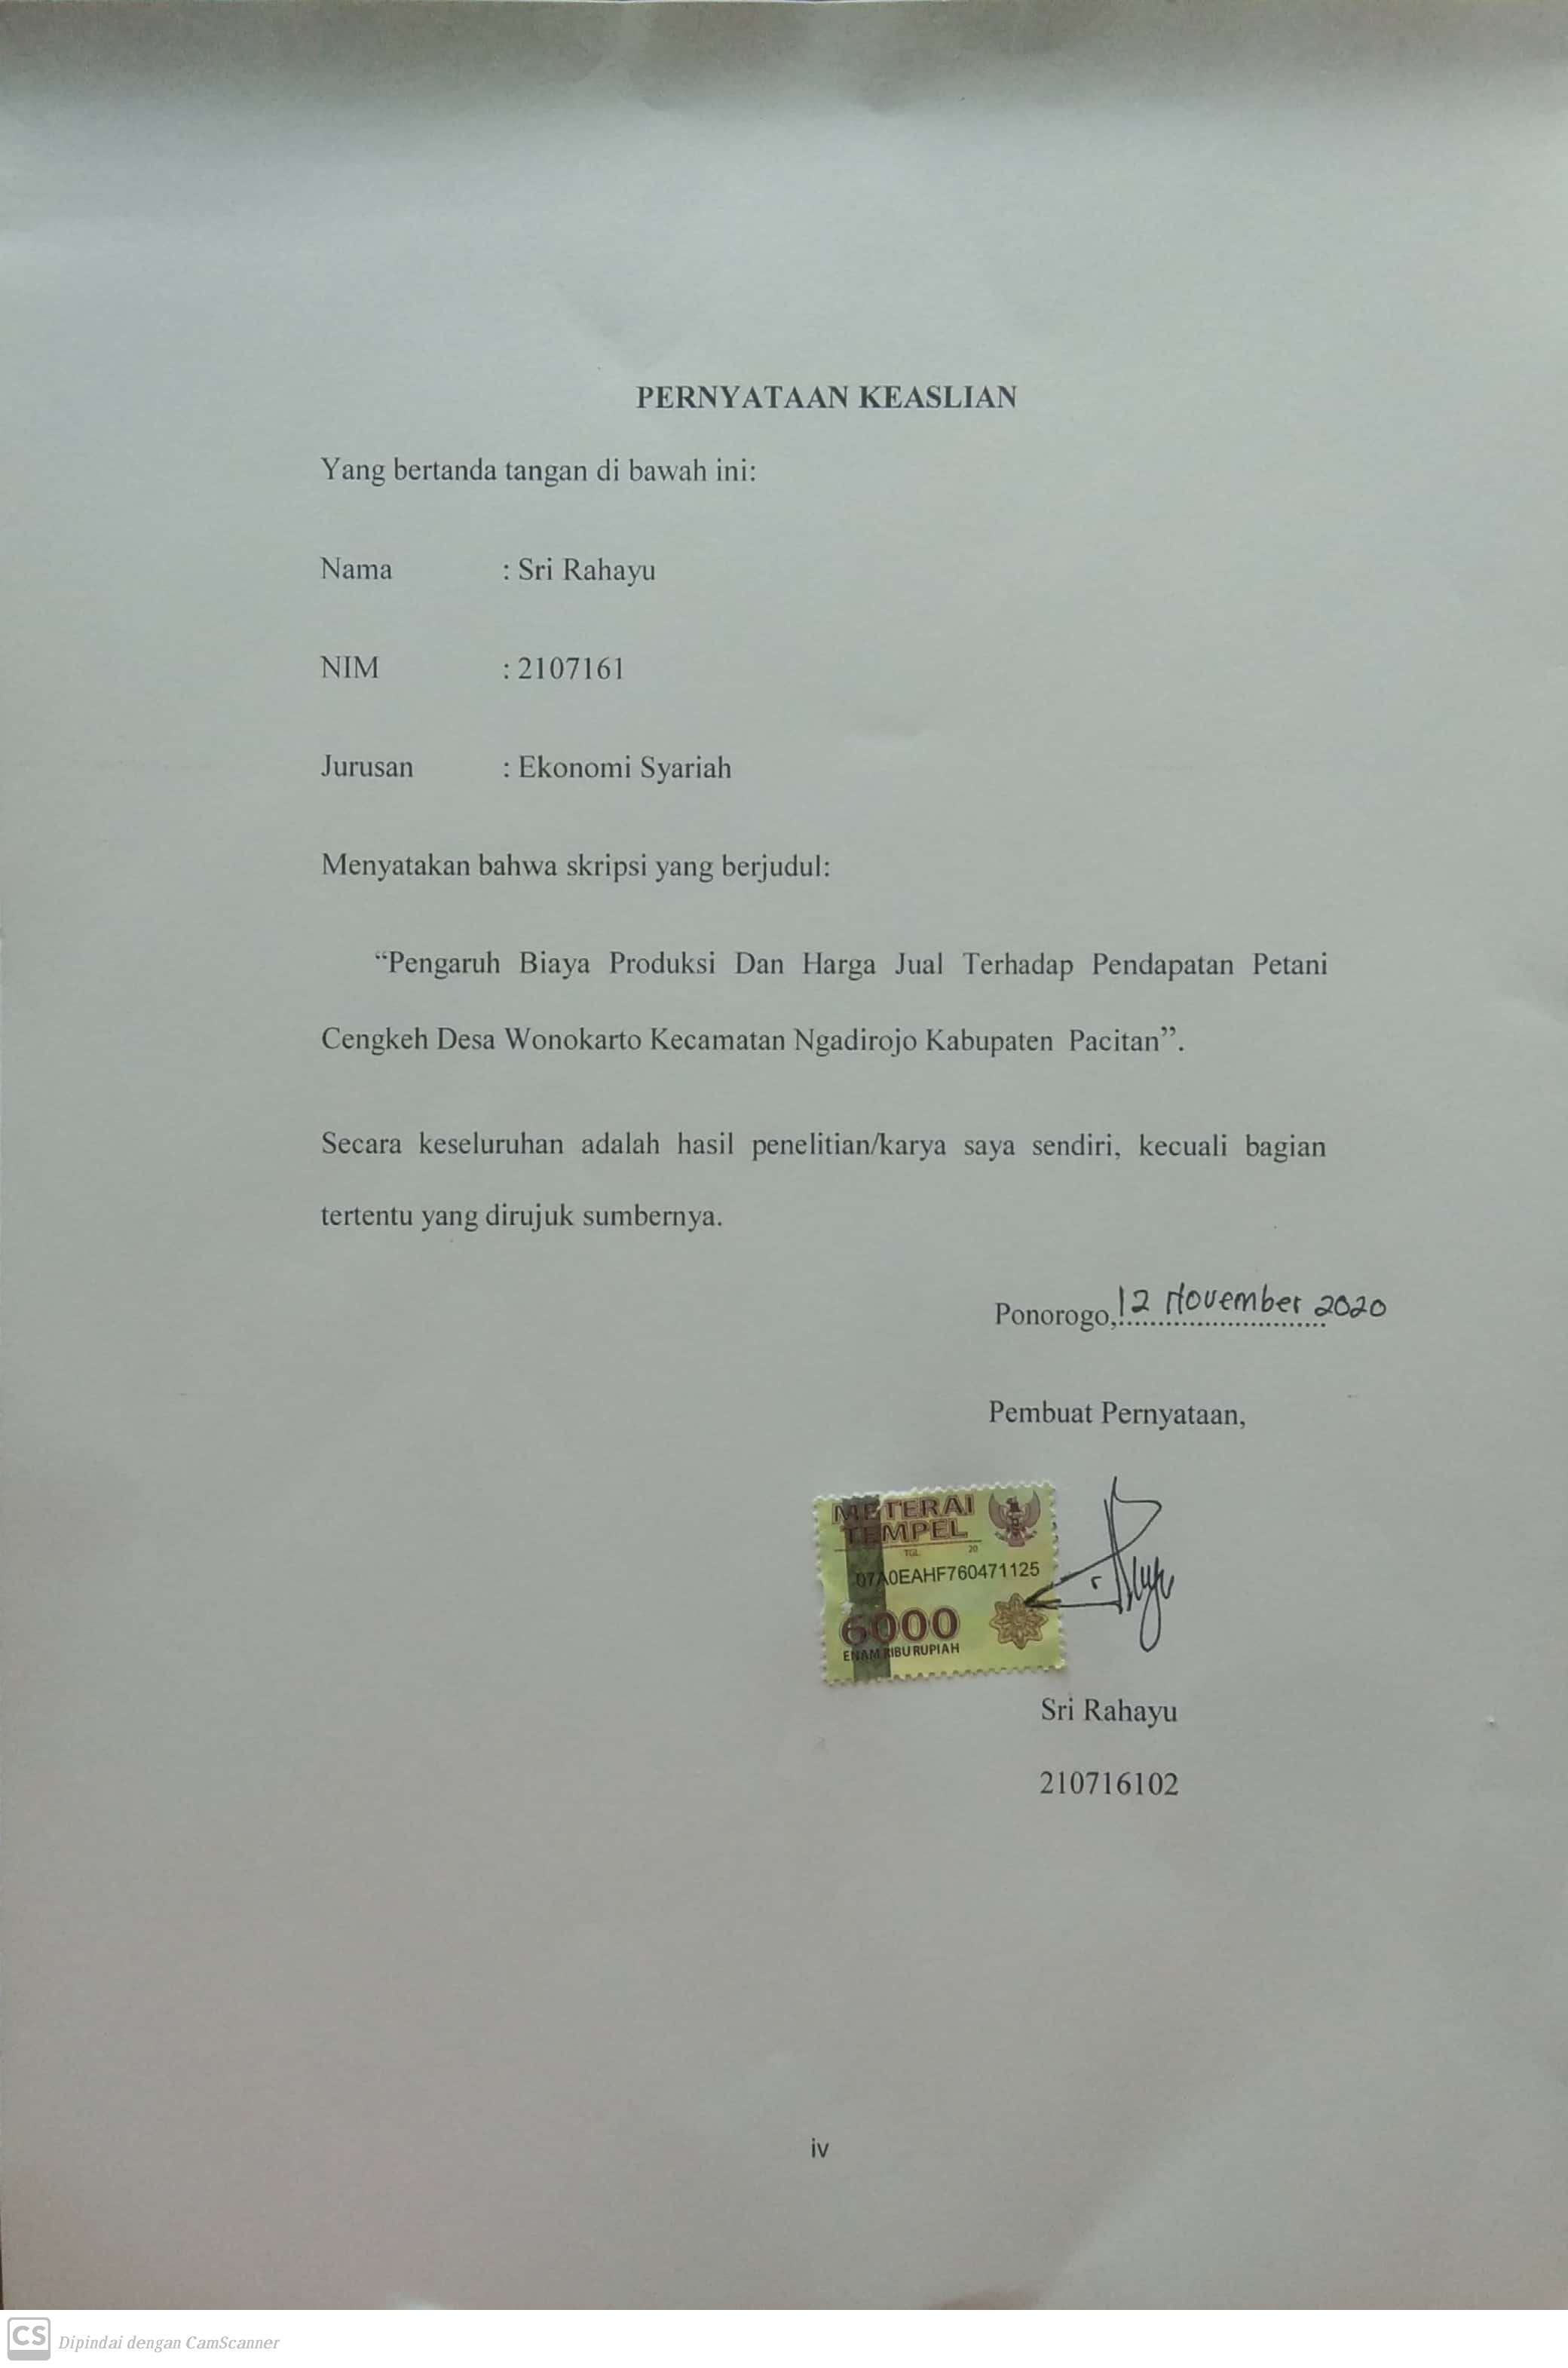 PERNYATAAN KEASLIAN
Yang bertanda tangan di bawah ini:
Nama : Sri Rahayu
NIM : 2107161
Jurusan : Ekonomi Syariah
Menyatakan bahwa skripsi yang berjudul:
“Pengaruh Biaya Produksi Dan Harga Jual Terhadap Pendapatan Petani
Cengkeh Desa Wonokarto Kecamatan Ngadirojo Kabupaten Pacitan”.
Secara keseluruhan adalah hasil penelitian/karya saya sendiri, kecuali bagian
tertentu yang dirujuk sumbernya.
Ponorogo, 12 November 2020
Pembuat Pernyataan,
METERAI
TEMPEL
TGL. 20
07A0EAHF760471125
6000
ENAM RIBU RUPIAH
Sri Rahayu
210716102
iv
CS Dipindai dengan CamScanner